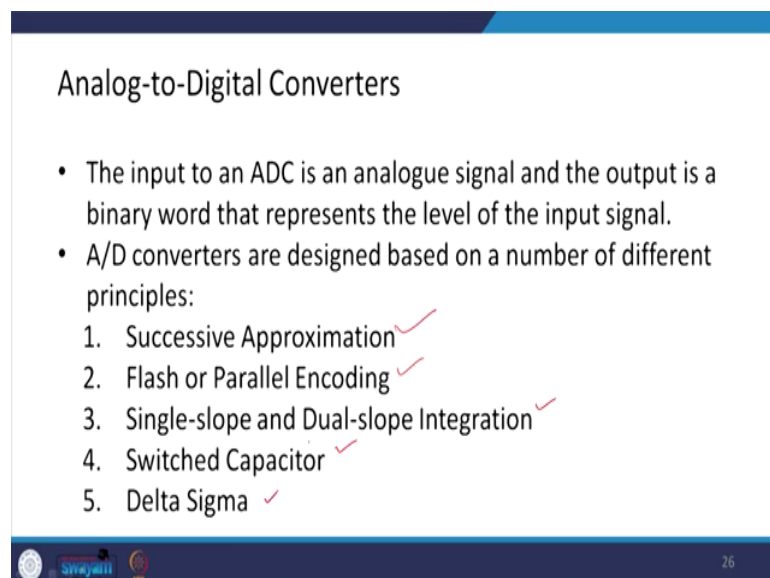 Analog-to-Digital Converters
• The input to an ADC is an analogue signal and the output is a
binary word that represents the level of the input signal.
• A/D converters are designed based on a number of different
principles:
1. Successive Approximation
2. Flash or Parallel Encoding
3. Single-slope and Dual-slope Integration
4. Switched Capacitor
5. Delta Sigma
swayam
26